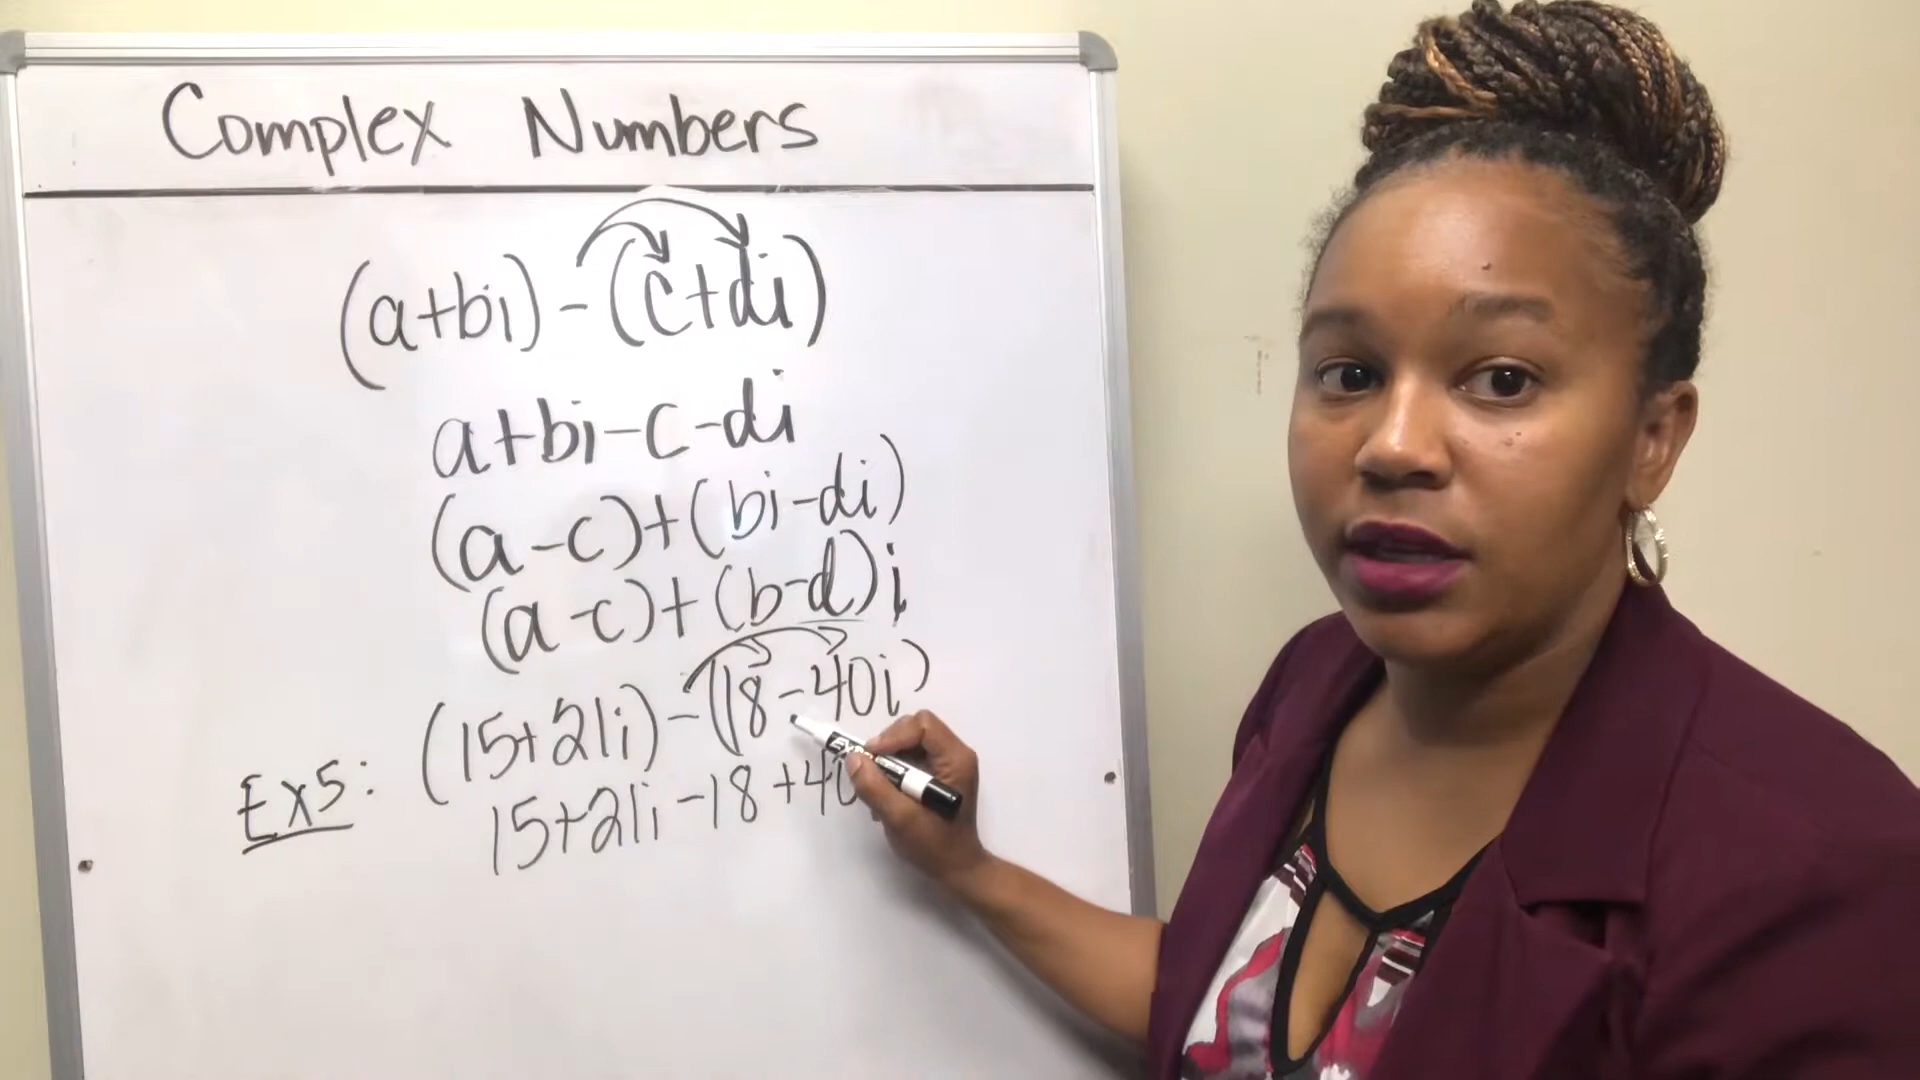 Complex Numbers
(a+bi)-(c+di)
a+bi-c-di
(a-c)+(bi-di)
(a-c)+(b-d)i
Ex5: (15+21i)-(18-40i)
15+21i-18+40